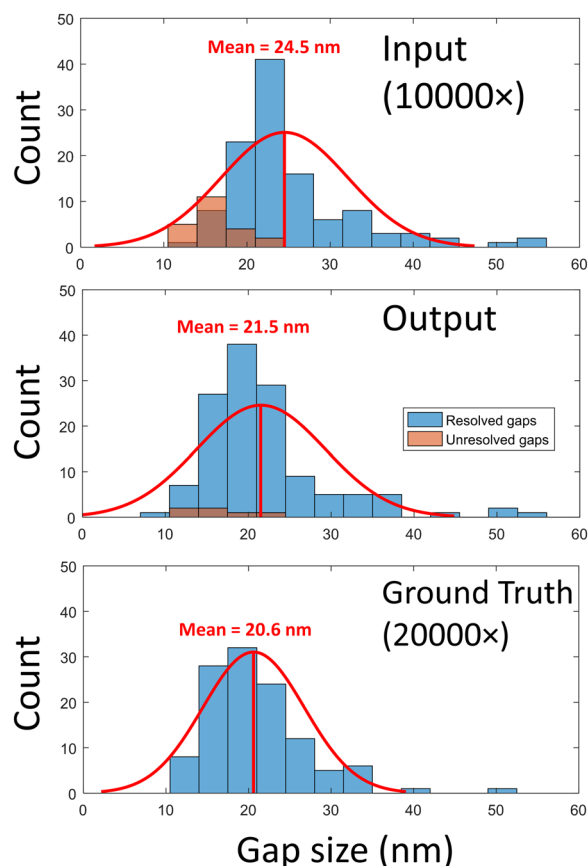 Mean = 24.5 nm
Input
(10000×)
Count
50
40
30
20
10
0
0 10 20 30 40 50 60
Mean = 21.5 nm
Output
Count
50
40
30
20
10
0
Resolved gaps
Unresolved gaps
0 10 20 30 40 50 60
Mean = 20.6 nm
Ground Truth
(20000×)
Count
50
40
30
20
10
0
0 10 20 30 40 50 60
Gap size (nm)